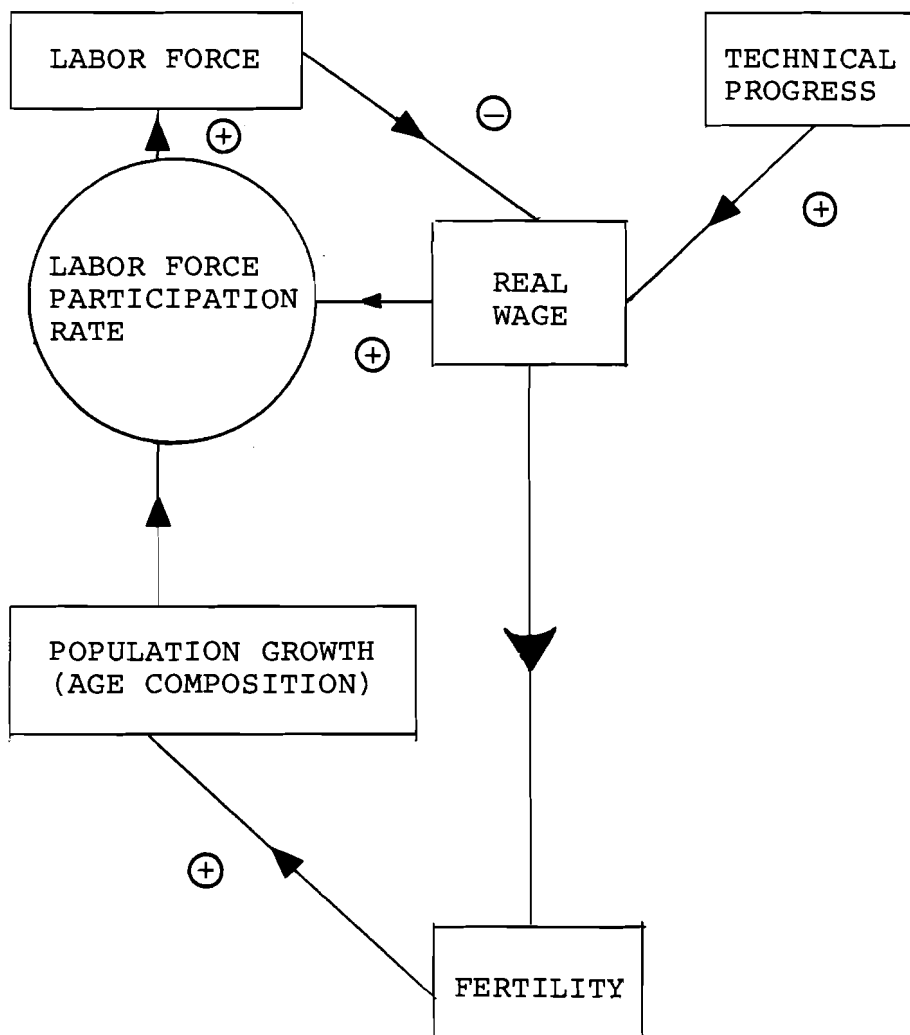 LABOR FORCE
TECHNICAL
PROGRESS
+
−
+
LABOR FORCE
PARTICIPATION
RATE
REAL
WAGE
+
POPULATION GROWTH
(AGE COMPOSITION)
+
FERTILITY